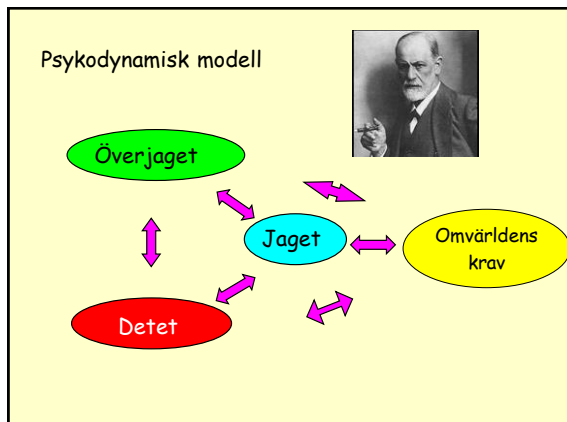 Psykodynamisk modell
Överjaget
Jaget
Omvärldens
krav
Detet